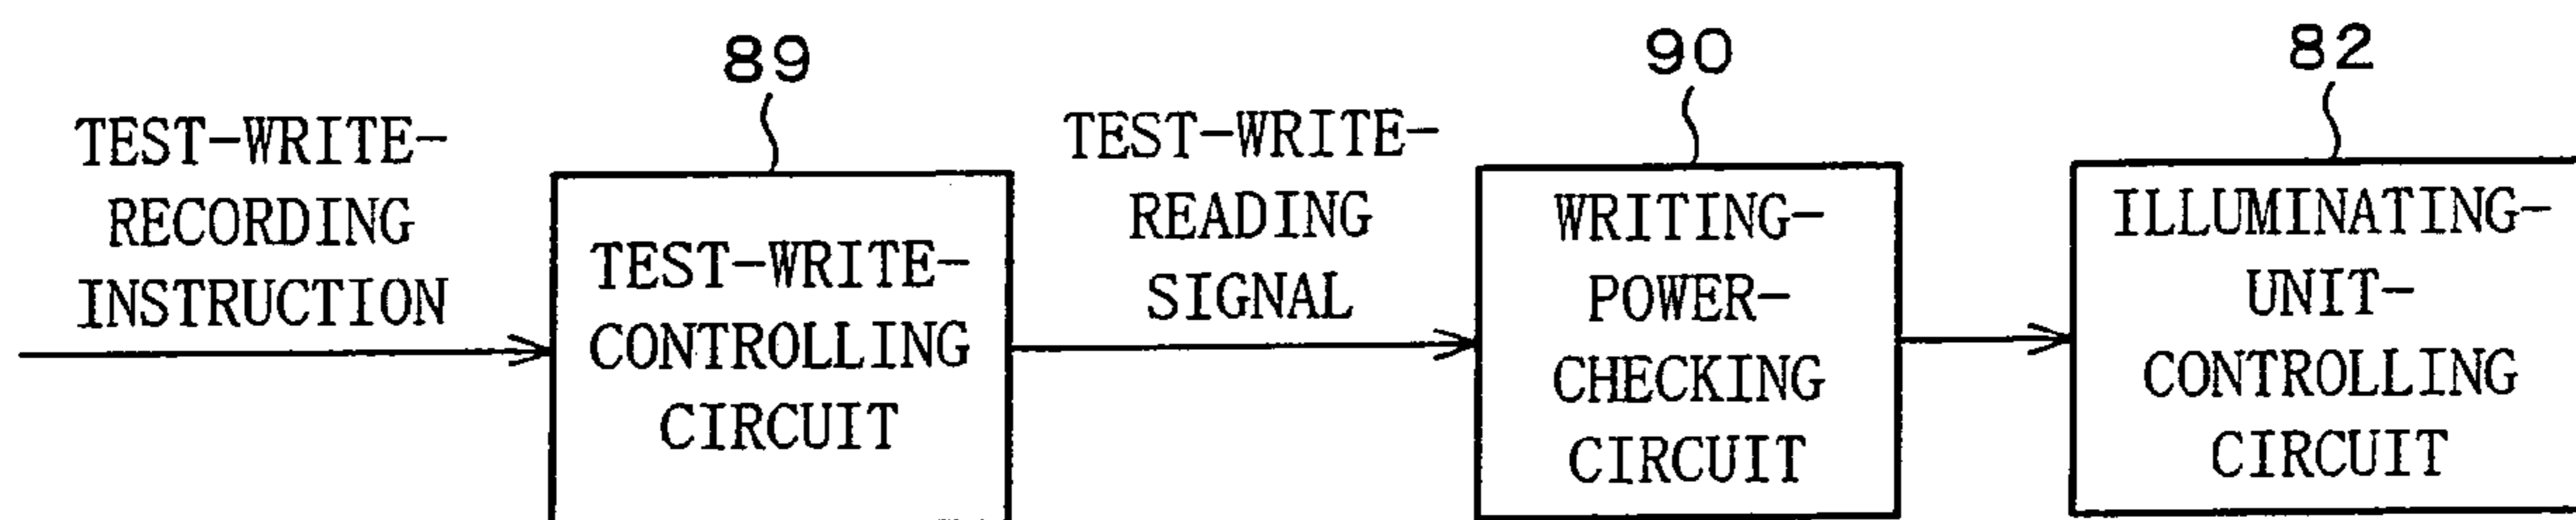 89
90
82
TEST-WRITE-
RECORDING
INSTRUCTION
TEST-WRITE-
CONTROLLING
CIRCUIT
TEST-WRITE-
READING
SIGNAL
WRITING-
POWER-
CHECKING
CIRCUIT
ILLUMINATING-
UNIT-
CONTROLLING
CIRCUIT